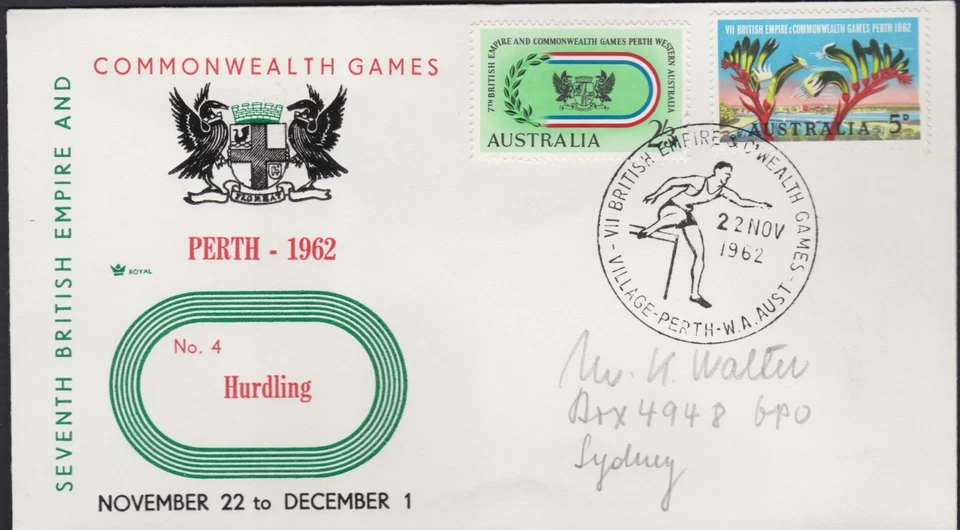 SEVENTH BRITISH EMPIRE AND
COMMONWEALTH GAMES
FLOREAT
PERTH - 1962
ROYAL
No. 4
Hurdling
NOVEMBER 22 to DECEMBER 1
7TH BRITISH EMPIRE AND COMMONWEALTH GAMES PERTH WESTERN AUSTRALIA
AUSTRALIA 2/3
VII BRITISH EMPIRE & COMMONWEALTH GAMES PERTH 1962
AUSTRALIA 5D
VII BRITISH EMPIRE & C'WEALTH GAMES -
22 NOV
1962
VILLAGE-PERTH-W.A. AUST-
Mr. K. Walter
Box 4948 GPO
Sydney